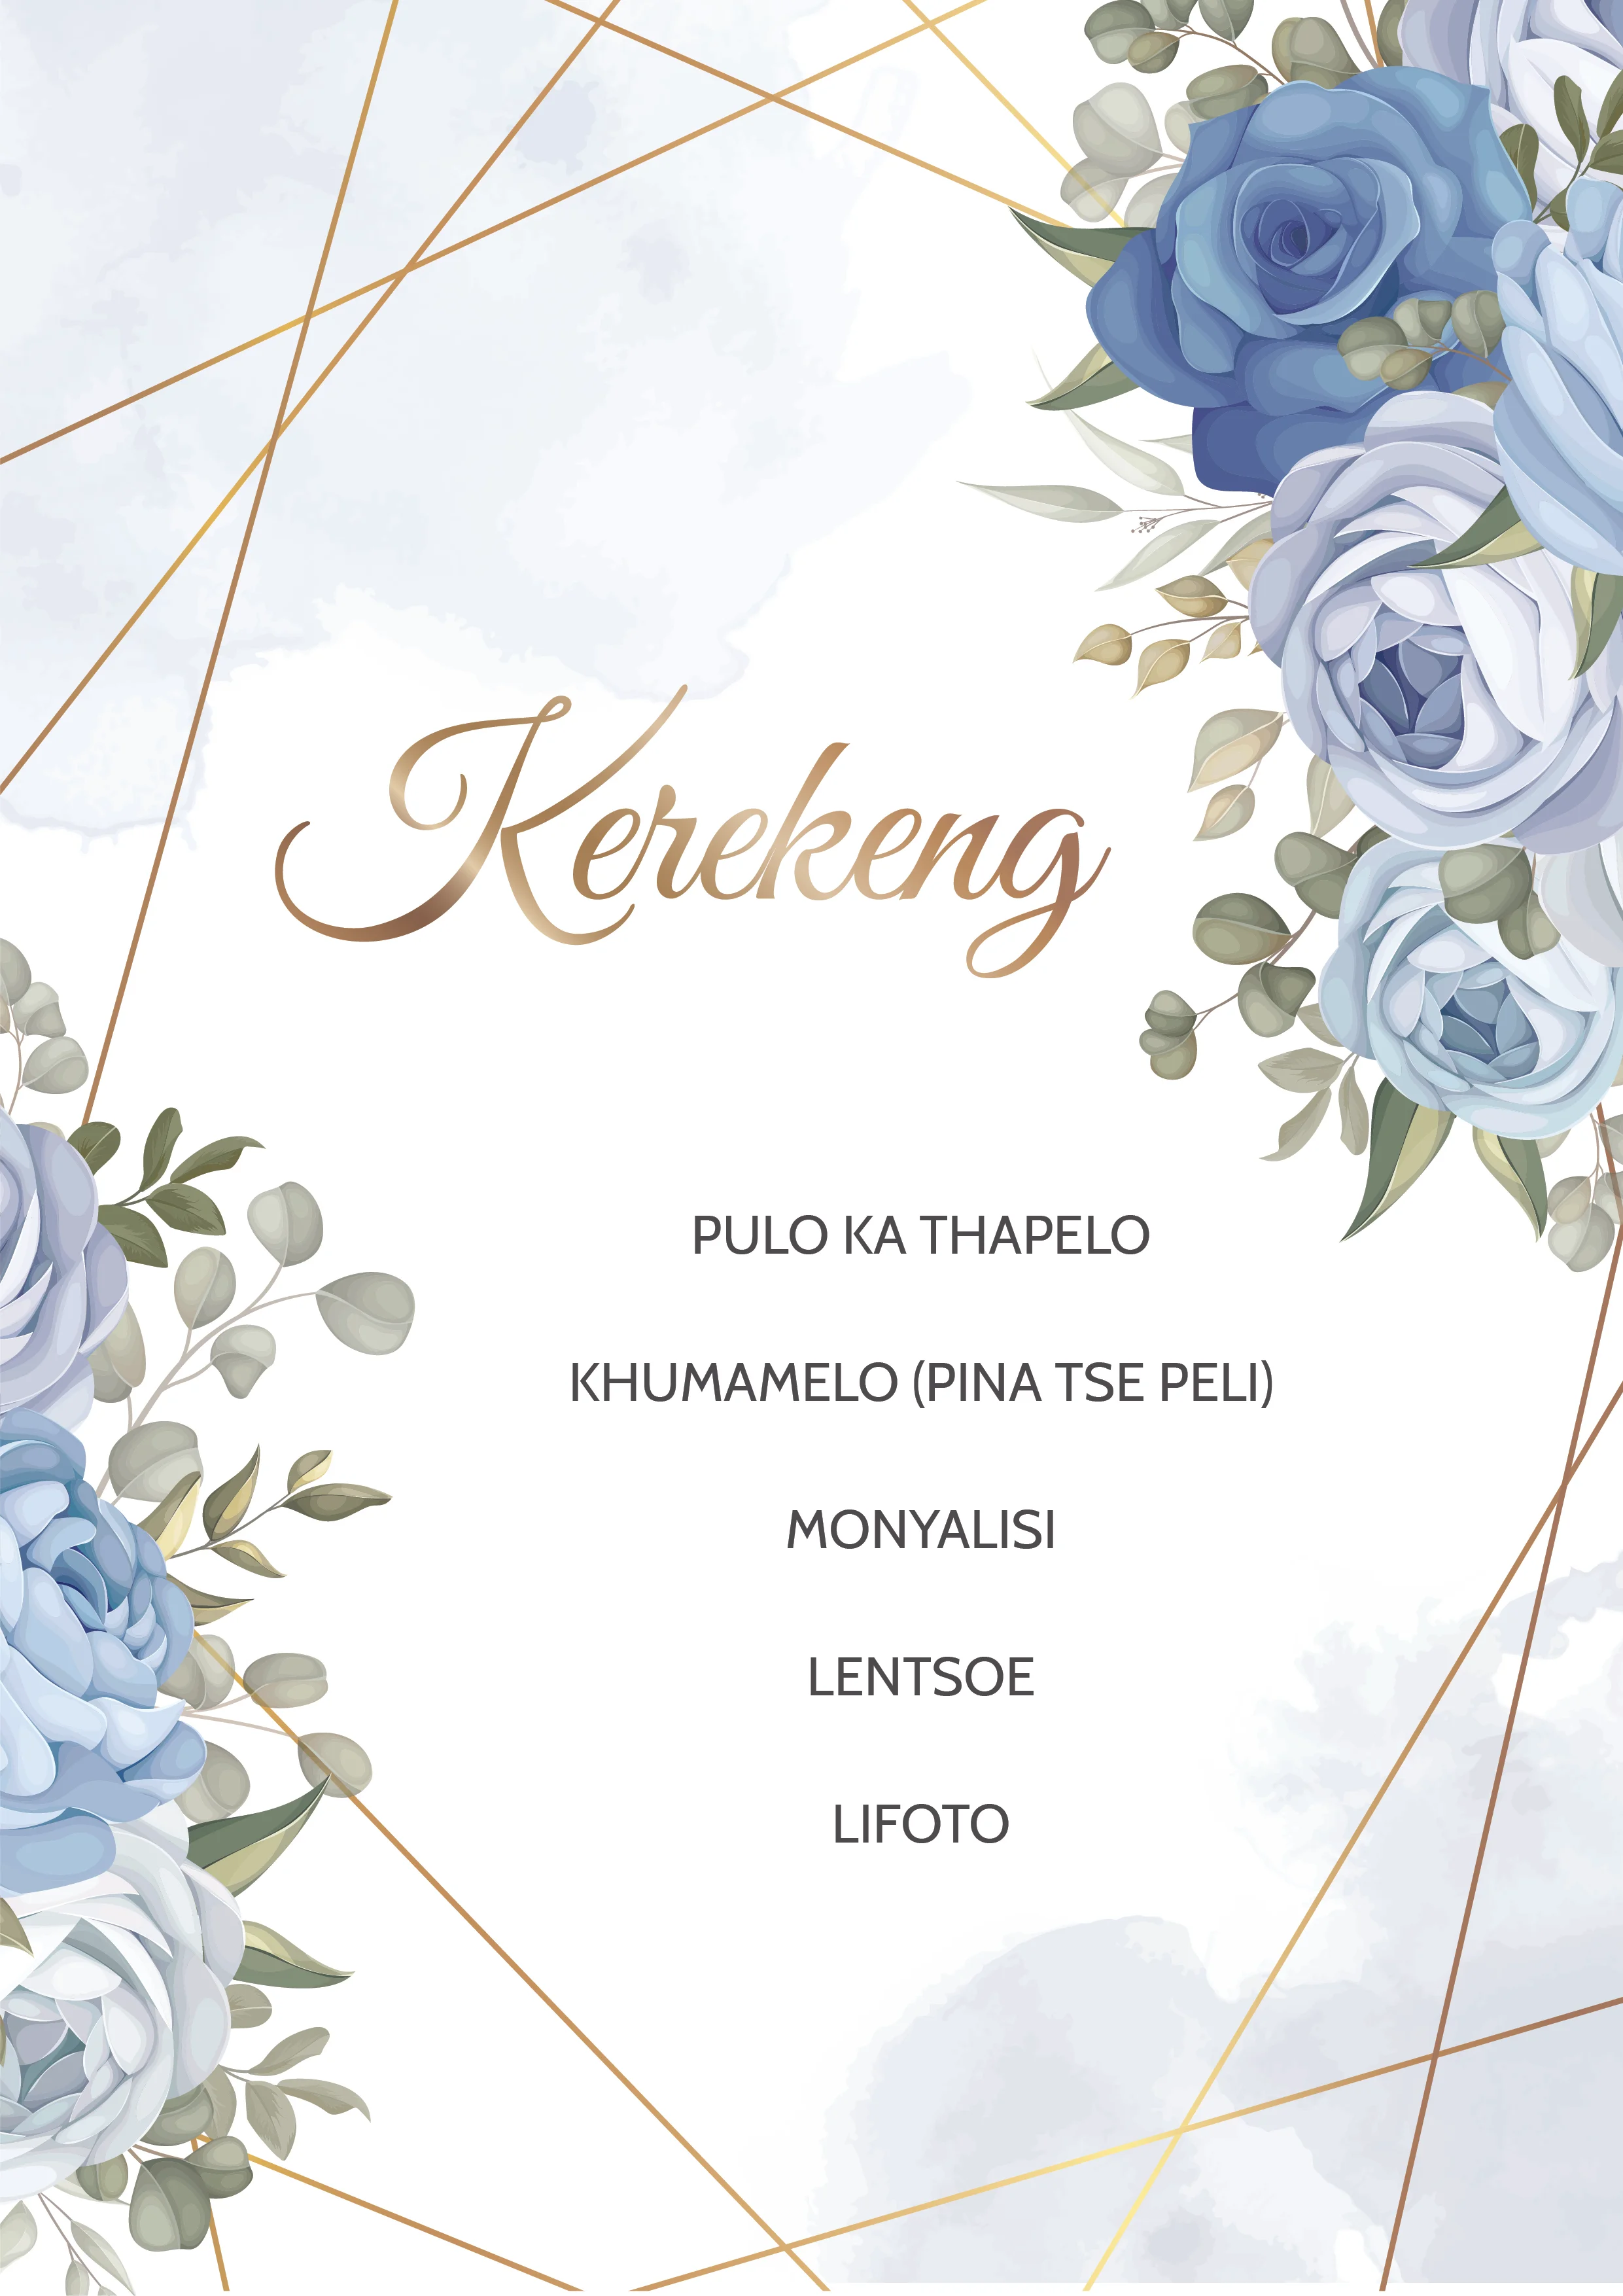 Kerekeng
PULO KA THAPELO
KHUMAMELO (PINA TSE PELI)
MONYALISI
LENTSOE
LIFOTO